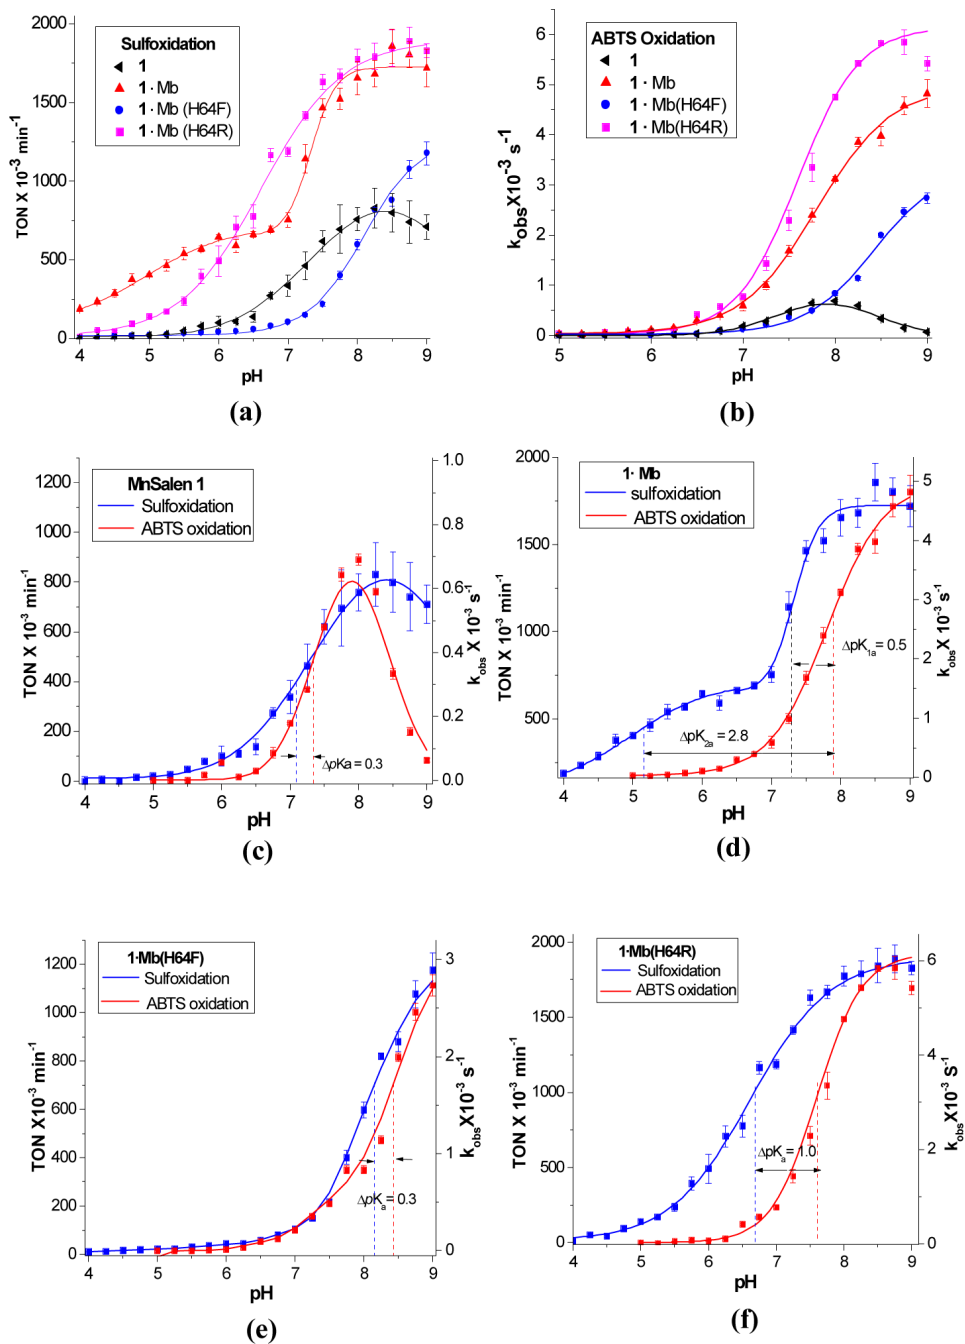 Sulfoxidation
1
1· Mb
1· Mb (H64F)
1· Mb(H64R)
TON X 10⁻³ min⁻¹
2000
1500
1000
500
0
4 5 6 7 8 9
pH
(a)
ABTS Oxidation
1
1· Mb
1· Mb(H64F)
1· Mb(H64R)
k_obs X10⁻³ s⁻¹
6
5
4
3
2
1
0
5 6 7 8 9
pH
(b)
MnSalen 1
Sulfoxidation
ABTS oxidation
TON X 10⁻³ min⁻¹
1200
1000
800
600
400
200
0
1.0
0.8
0.6
0.4
0.2
0.0
k_obs X 10⁻³ s⁻¹
ΔpKa = 0.3
4 5 6 7 8 9
pH
(c)
1· Mb
sulfoxidation
ABTS oxidation
TON X 10⁻³ min⁻¹
2000
1500
1000
500
5
4
3
2
1
0
k_obs X 10⁻³ s⁻¹
ΔpK₁ₐ = 0.5
ΔpK₂ₐ = 2.8
4 5 6 7 8 9
pH
(d)
1·Mb(H64F)
Sulfoxidation
ABTS oxidation
TON X10⁻³ min⁻¹
1200
1000
800
600
400
200
0
3
2
1
0
k_obs X10⁻³ s⁻¹
ΔpKₐ = 0.3
4 5 6 7 8 9
pH
(e)
1·Mb(H64R)
Sulfoxidation
ABTS oxidation
TON X 10⁻³ min⁻¹
2000
1500
1000
500
0
6
4
2
0
k_obs X10⁻³ S⁻¹
ΔpKₐ = 1.0
4 5 6 7 8 9
pH
(f)